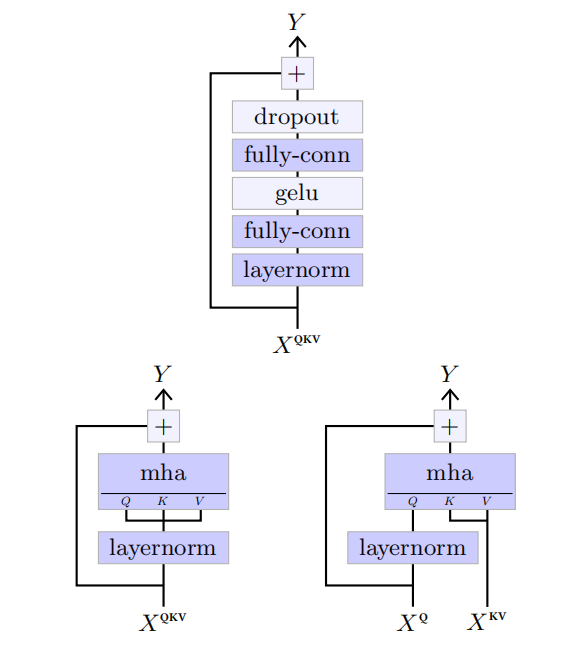 Y
+
dropout
fully-conn
gelu
fully-conn
layernorm
X^QKV
Y
+
mha
Q K V
layernorm
X^QKV
Y
+
mha
Q K V
layernorm
X^Q X^KV